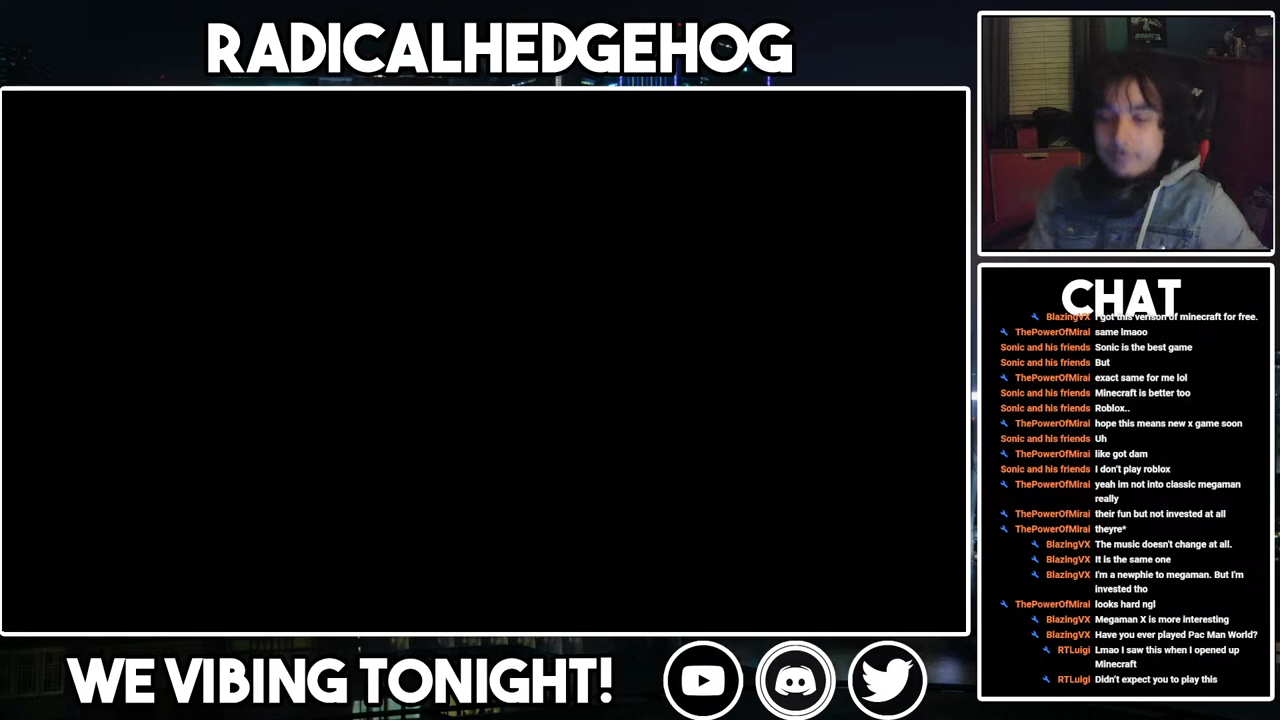 RADICALHEDGEHOG
CHAT
BlazingVX I got this verison of minecraft for free.
ThePowerOfMirai same lmaoo
Sonic and his friends Sonic is the best game
Sonic and his friends But
ThePowerOfMirai exact same for me lol
Sonic and his friends Minecraft is better too
Sonic and his friends Roblox..
ThePowerOfMirai hope this means new x game soon
Sonic and his friends Uh
ThePowerOfMirai like got dam
Sonic and his friends I don't play roblox
ThePowerOfMirai yeah im not into classic megaman
really
ThePowerOfMirai their fun but not invested at all
ThePowerOfMirai theyre*
BlazingVX The music doesn't change at all.
BlazingVX It is the same one
BlazingVX I'm a newphie to megaman. But I'm
invested tho
ThePowerOfMirai looks hard ngl
BlazingVX Megaman X is more interesting
BlazingVX Have you ever played Pac Man World?
RTLuigi Lmao I saw this when I opened up
Minecraft
RTLuigi Didn't expect you to play this
WE VIBING TONIGHT!